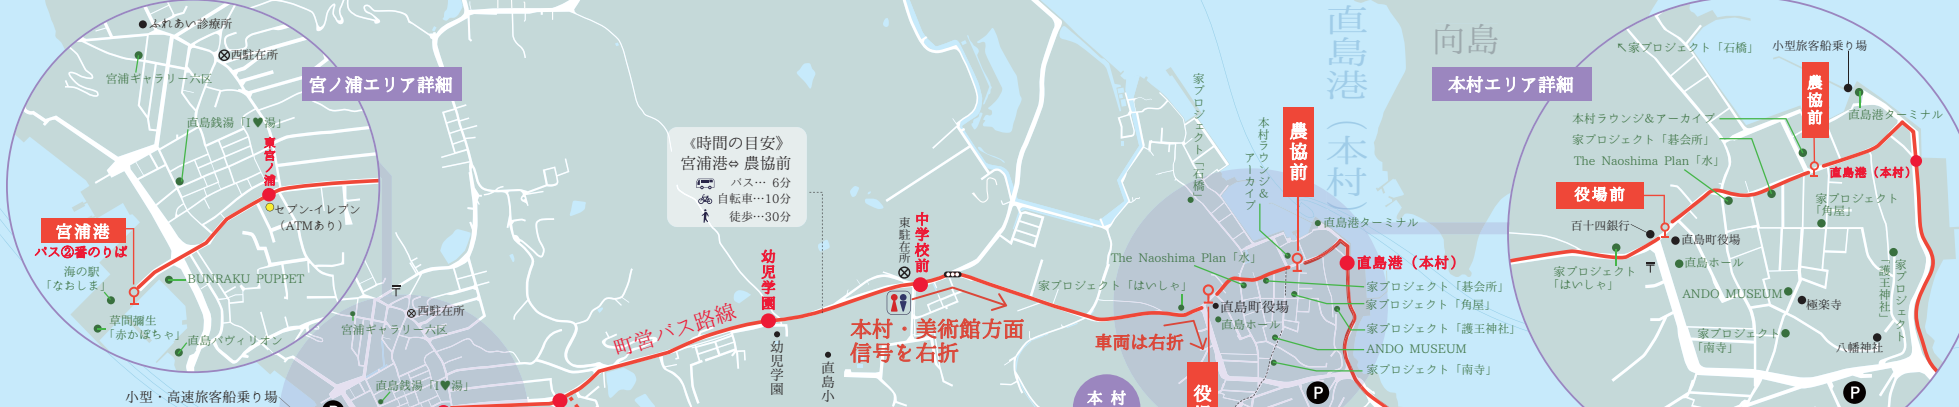 ふれあい診療所
西駐在所
宮浦ギャラリー六区
宮ノ浦エリア詳細
直島銭湯「I♥湯」
東宮ノ浦
セブン-イレブン
(ATMあり)
宮浦港
バス②番のりば
海の駅
「なおしま」
BUNRAKU PUPPET
草間彌生
「赤かぼちゃ」
直島パヴィリオン
小型・高速旅客船乗り場
〒
西駐在所
宮浦ギャラリー六区
直島銭湯「I♥湯」
町営バス路線
《時間の目安》
宮浦港⇔農協前
バス… 6分
自転車…10分
徒歩…30分
幼児学園
幼児学園
直島小
東駐在所
中学校前
本村・美術館方面
信号を右折
車両は右折
家プロジェクト「石橋」
本村ラウンジ&
アーカイブ
農協前
直島港(本村)
直島港ターミナル
The Naoshima Plan「水」
家プロジェクト「はいしゃ」
直島港(本村)
家プロジェクト「碁会所」
家プロジェクト「角屋」
家プロジェクト「護王神社」
ANDO MUSEUM
家プロジェクト「南寺」
直島町役場
直島ホール
本村
P
向島
本村エリア詳細
↖家プロジェクト「石橋」
小型旅客船乗り場
農協前
直島港ターミナル
本村ラウンジ&アーカイブ
家プロジェクト「碁会所」
The Naoshima Plan「水」
直島港(本村)
役場前
百十四銀行
直島町役場
家プロジェクト
「角屋」
家プロジェクト
「はいしゃ」
〒
直島ホール
ANDO MUSEUM
極楽寺
家プロジェクト
「護王神社」
家プロジェクト
「南寺」
八幡神社
P